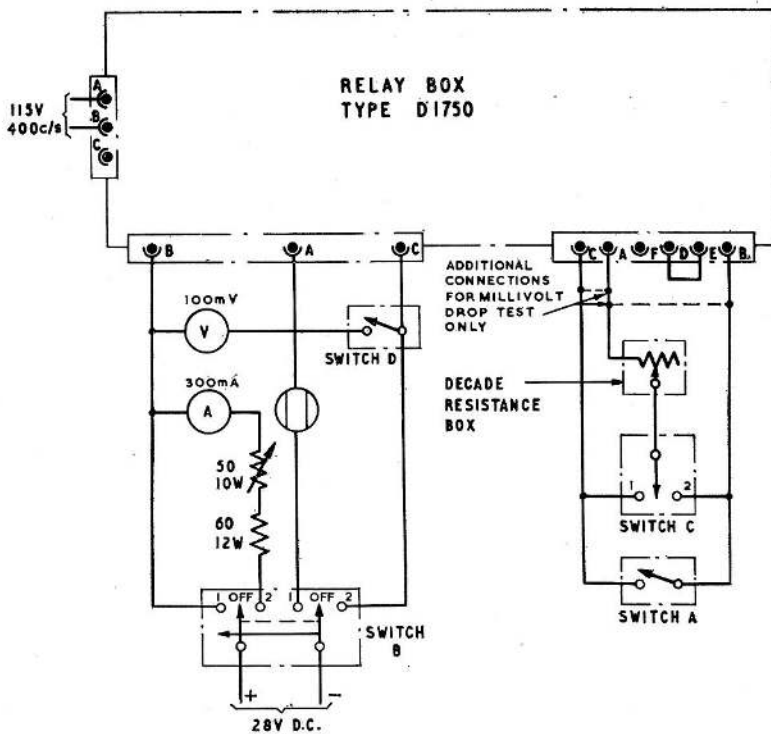 RELAY BOX
TYPE D1750
A
115V
B
400c/s
C
B
A
C
C
A
F
D
E
B
ADDITIONAL
CONNECTIONS
FOR MILLIVOLT
DROP TEST
ONLY
100mV
V
SWITCH D
300mA
A
DECADE
RESISTANCE
BOX
50
10W
60
12W
1
2
SWITCH C
1 OFF 2 1 OFF 2
SWITCH
B
SWITCH A
+
–
28V D.C.